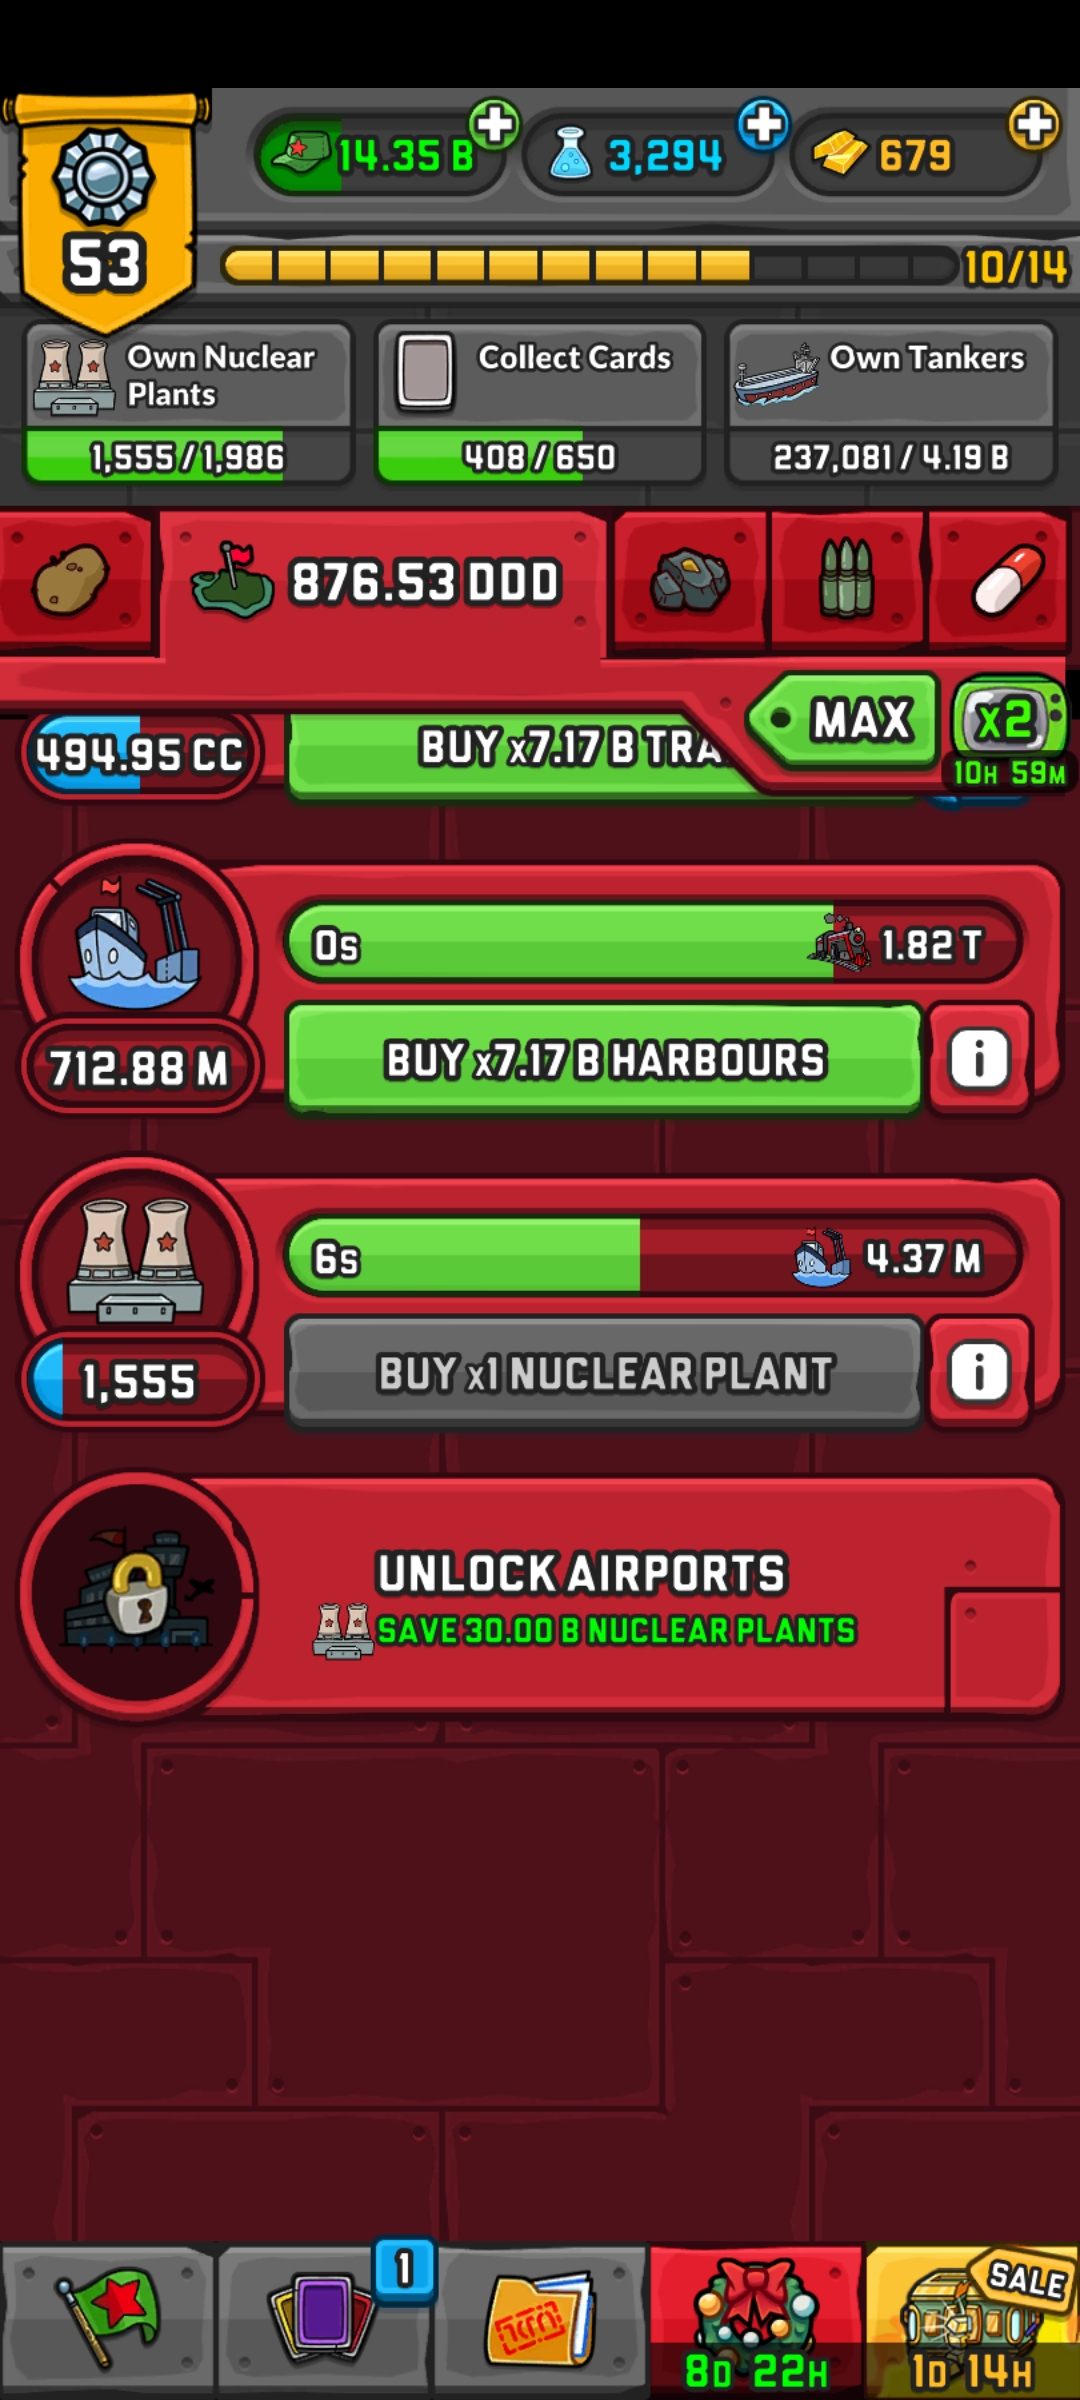 14.35 B
3,294
679
53
10/14
Own Nuclear
Plants
1,555/1,986
Collect Cards
408/650
Own Tankers
237,081/4.19 B
876.53 DDD
MAX
x2
10H 59M
494.95 CC
BUY x7.17 B TRA
0s
1.82 T
712.88 M
BUY x7.17 B HARBOURS
i
6s
4.37 M
1,555
BUY x1 NUCLEAR PLANT
i
UNLOCK AIRPORTS
SAVE 30.00 B NUCLEAR PLANTS
1
SALE
8D 22H
1D 14H